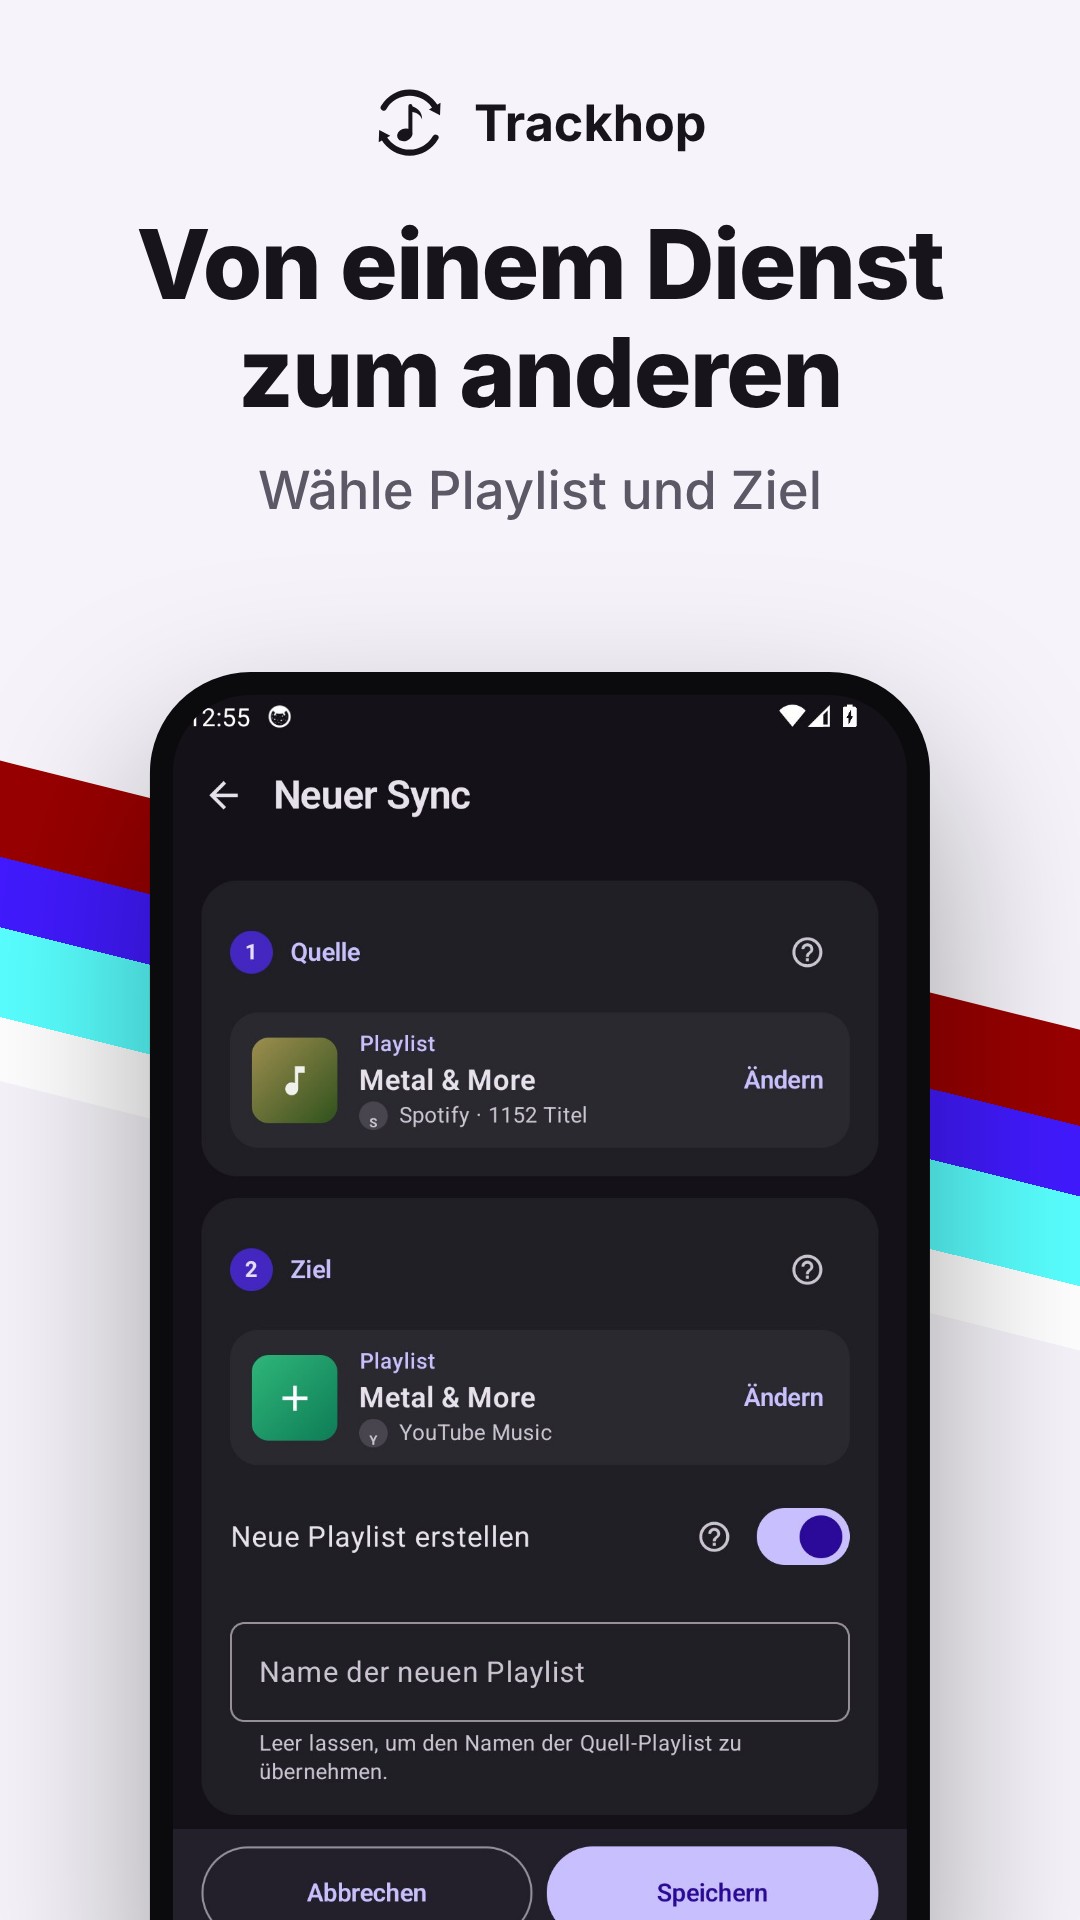 Trackhop
Von einem Dienst
zum anderen
Wähle Playlist und Ziel
12:55
Neuer Sync
1 Quelle
Playlist
Metal & More
Ändern
S Spotify · 1152 Titel
2 Ziel
Playlist
Metal & More
Ändern
Y YouTube Music
Neue Playlist erstellen
Name der neuen Playlist
Leer lassen, um den Namen der Quell-Playlist zu
übernehmen.
Abbrechen Speichern